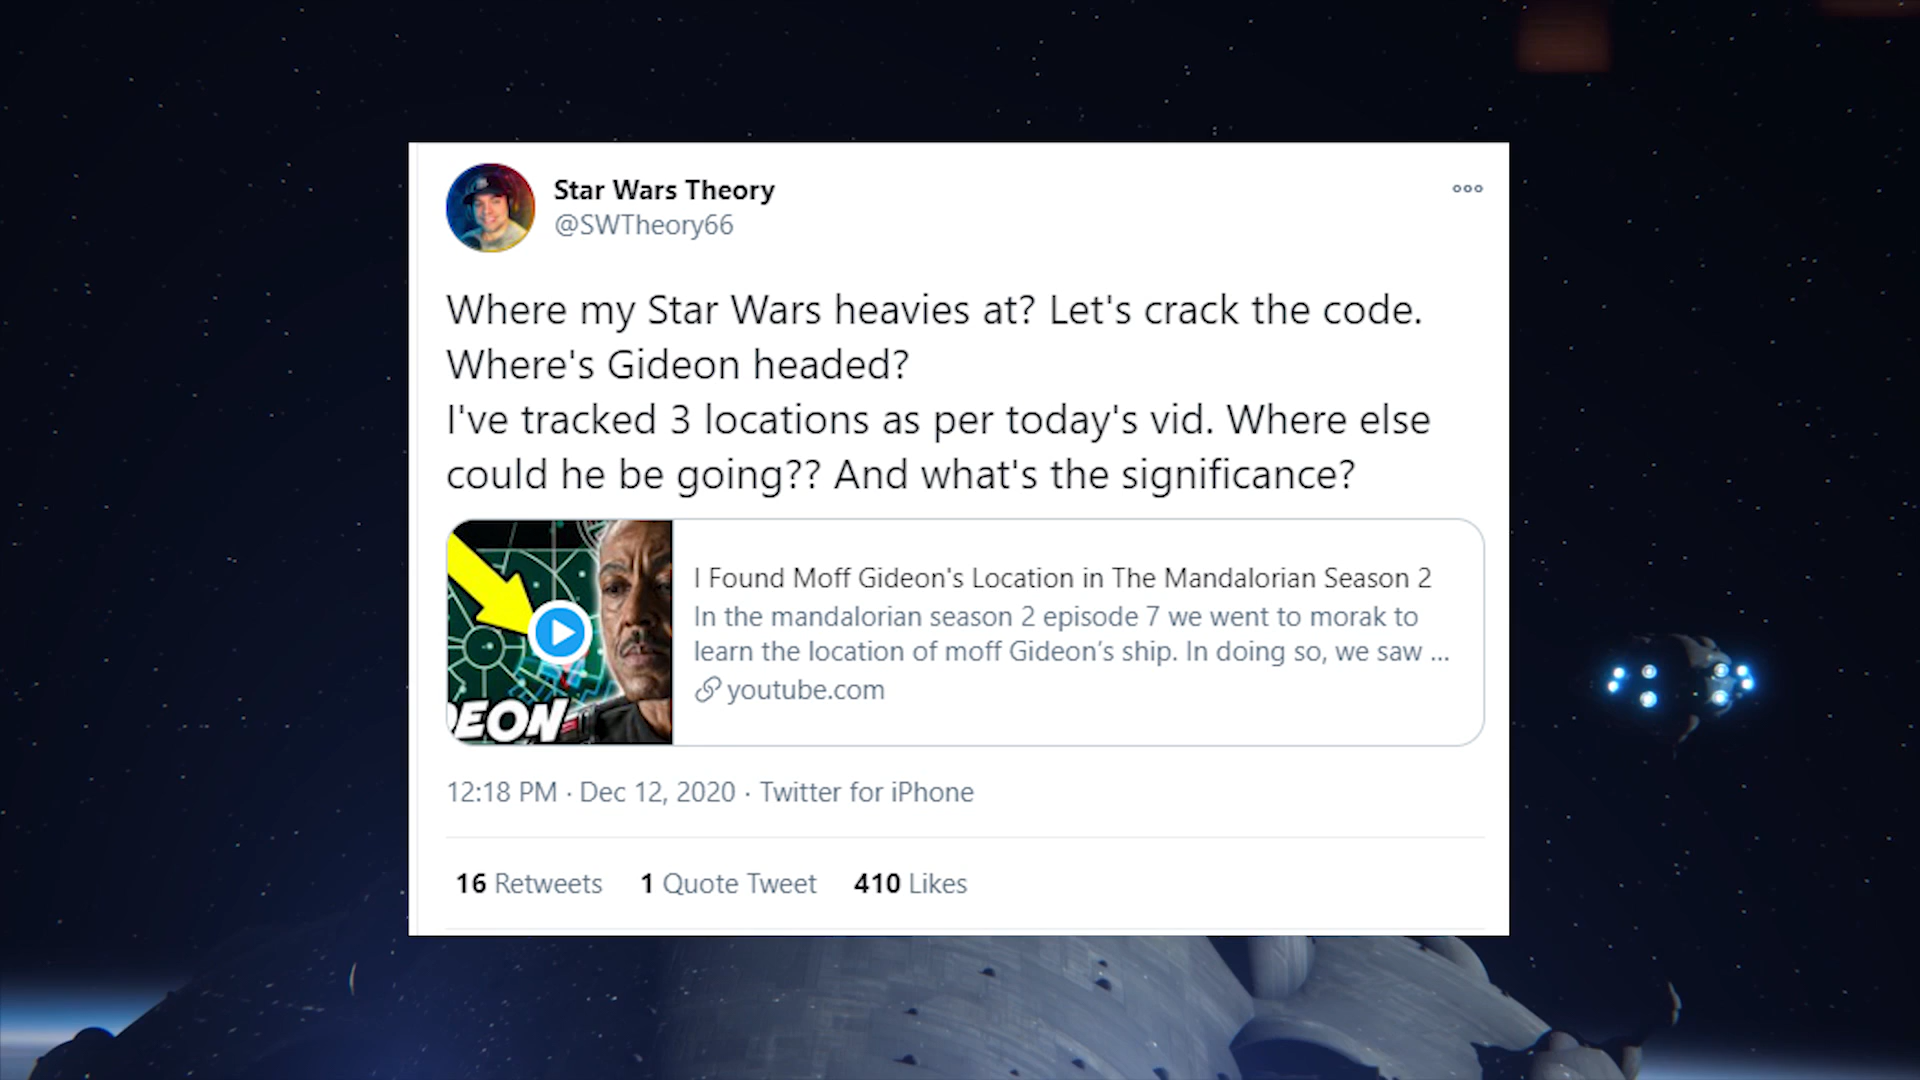 Star Wars Theory
@SWTheory66
Where my Star Wars heavies at? Let's crack the code.
Where's Gideon headed?
I've tracked 3 locations as per today's vid. Where else
could he be going?? And what's the significance?
EON
I Found Moff Gideon's Location in The Mandalorian Season 2
In the mandalorian season 2 episode 7 we went to morak to
learn the location of moff Gideon’s ship. In doing so, we saw ...
youtube.com
12:18 PM · Dec 12, 2020 · Twitter for iPhone
16 Retweets 1 Quote Tweet 410 Likes